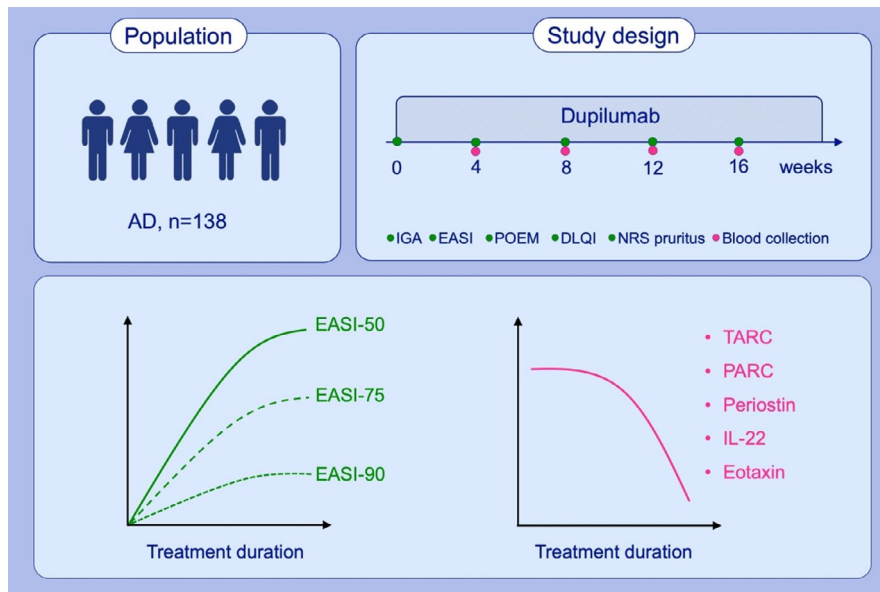 Population
AD, n=138
Study design
Dupilumab
0 4 8 12 16 weeks
IGA EASI POEM DLQI NRS pruritus Blood collection
EASI-50
EASI-75
EASI-90
Treatment duration
• TARC
• PARC
• Periostin
• IL-22
• Eotaxin
Treatment duration